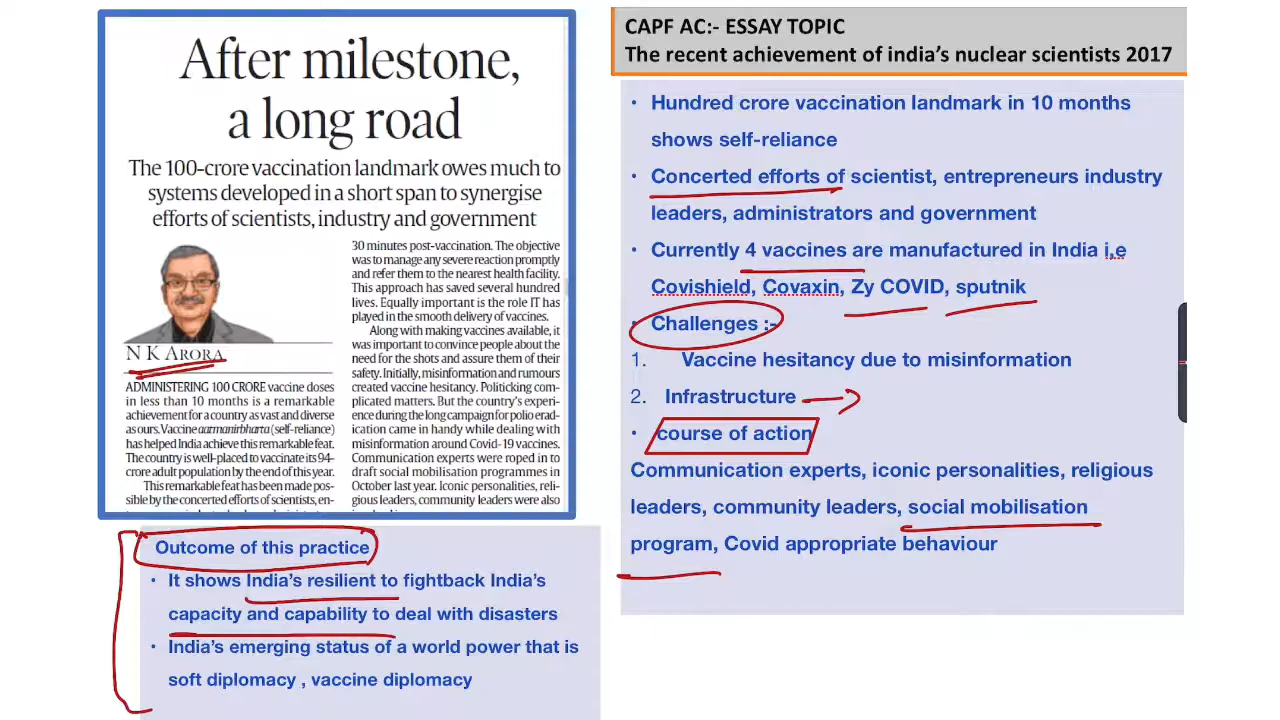 After milestone,
a long road
The 100-crore vaccination landmark owes much to
systems developed in a short span to synergise
efforts of scientists, industry and government
N K ARORA
ADMINISTERING 100 CRORE vaccine doses
in less than 10 months is a remarkable
achievement for a country as vast and diverse
as ours. Vaccine aatmanirbharta (self-reliance)
has helped India achieve this remarkable feat.
The country is well-placed to vaccinate its 94-
crore adult population by the end of this year.
This remarkable feat has been made pos-
sible by the concerted efforts of scientists, en-
30 minutes post-vaccination. The objective
was to manage any severe reaction promptly
and refer them to the nearest health facility.
This approach has saved several hundred
lives. Equally important is the role IT has
played in the smooth delivery of vaccines.
Along with making vaccines available, it
was important to convince people about the
need for the shots and assure them of their
safety. Initially, misinformation and rumours
created vaccine hesitancy. Politicking com-
plicated matters. But the country's experi-
ence during the long campaign for polio erad-
ication came in handy while dealing with
misinformation around Covid-19 vaccines.
Communication experts were roped in to
draft social mobilisation programmes in
October last year. Iconic personalities, reli-
gious leaders, community leaders were also
Outcome of this practice
• It shows India's resilient to fightback India's
capacity and capability to deal with disasters
• India's emerging status of a world power that is
soft diplomacy , vaccine diplomacy
CAPF AC:- ESSAY TOPIC
The recent achievement of india's nuclear scientists 2017
• Hundred crore vaccination landmark in 10 months
shows self-reliance
• Concerted efforts of scientist, entrepreneurs industry
leaders, administrators and government
• Currently 4 vaccines are manufactured in India i,e
Covishield, Covaxin, Zy COVID, sputnik
• Challenges :-
1. Vaccine hesitancy due to misinformation
2. Infrastructure
• course of action
Communication experts, iconic personalities, religious
leaders, community leaders, social mobilisation
program, Covid appropriate behaviour